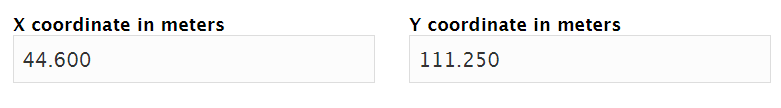 X coordinate in meters Y coordinate in meters
44.600 111.250